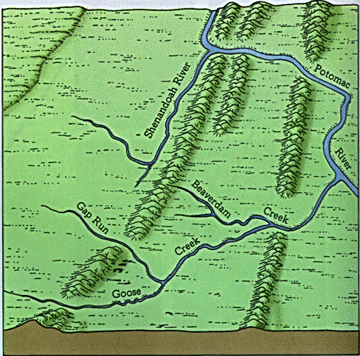 Potomac
River
Shenandoah River
Beaverdam
Creek
Gap Run
Goose
Creek